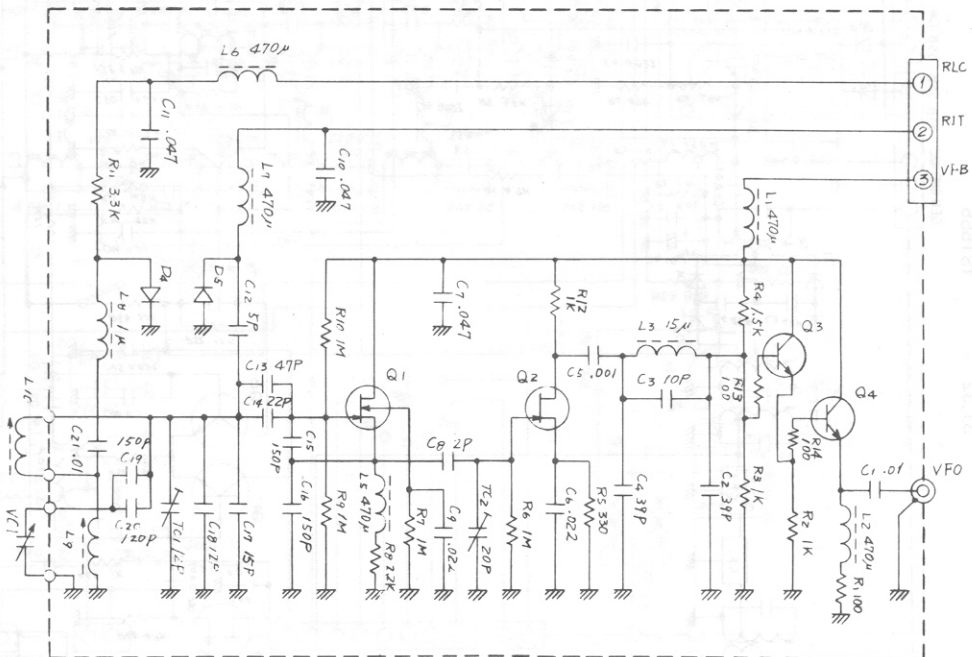 L6 470μ
RLC
1
C11 .047
RIT
2
C10 .047
L7 470μ
VFB
3
R11 3.3K
L1 470μ
D4
D5
C12 5P
R10 1M
C7 .047
R12 1K
R4 1.5K
L3 15μ
Q3
L8 1μ
C13 47P
Q1
Q2
C5 .001
C3 10P
R13 100
C14 22P
Q4
C21 .01
150P
C19
C15 150P
C8 2P
R14 100
C1 .01
VFO
VC1
C20
120P
L9
TC1
C18 12P
C17 15P
C16 150P
R9 1M
L5 470μ
R8 2.2K
R7 1M
C9 .022
TC2 20P
R6 1M
C6 .022
R5 330
C4 39P
C2 39P
R3 1K
R2 1K
L2 470μ
R1 100